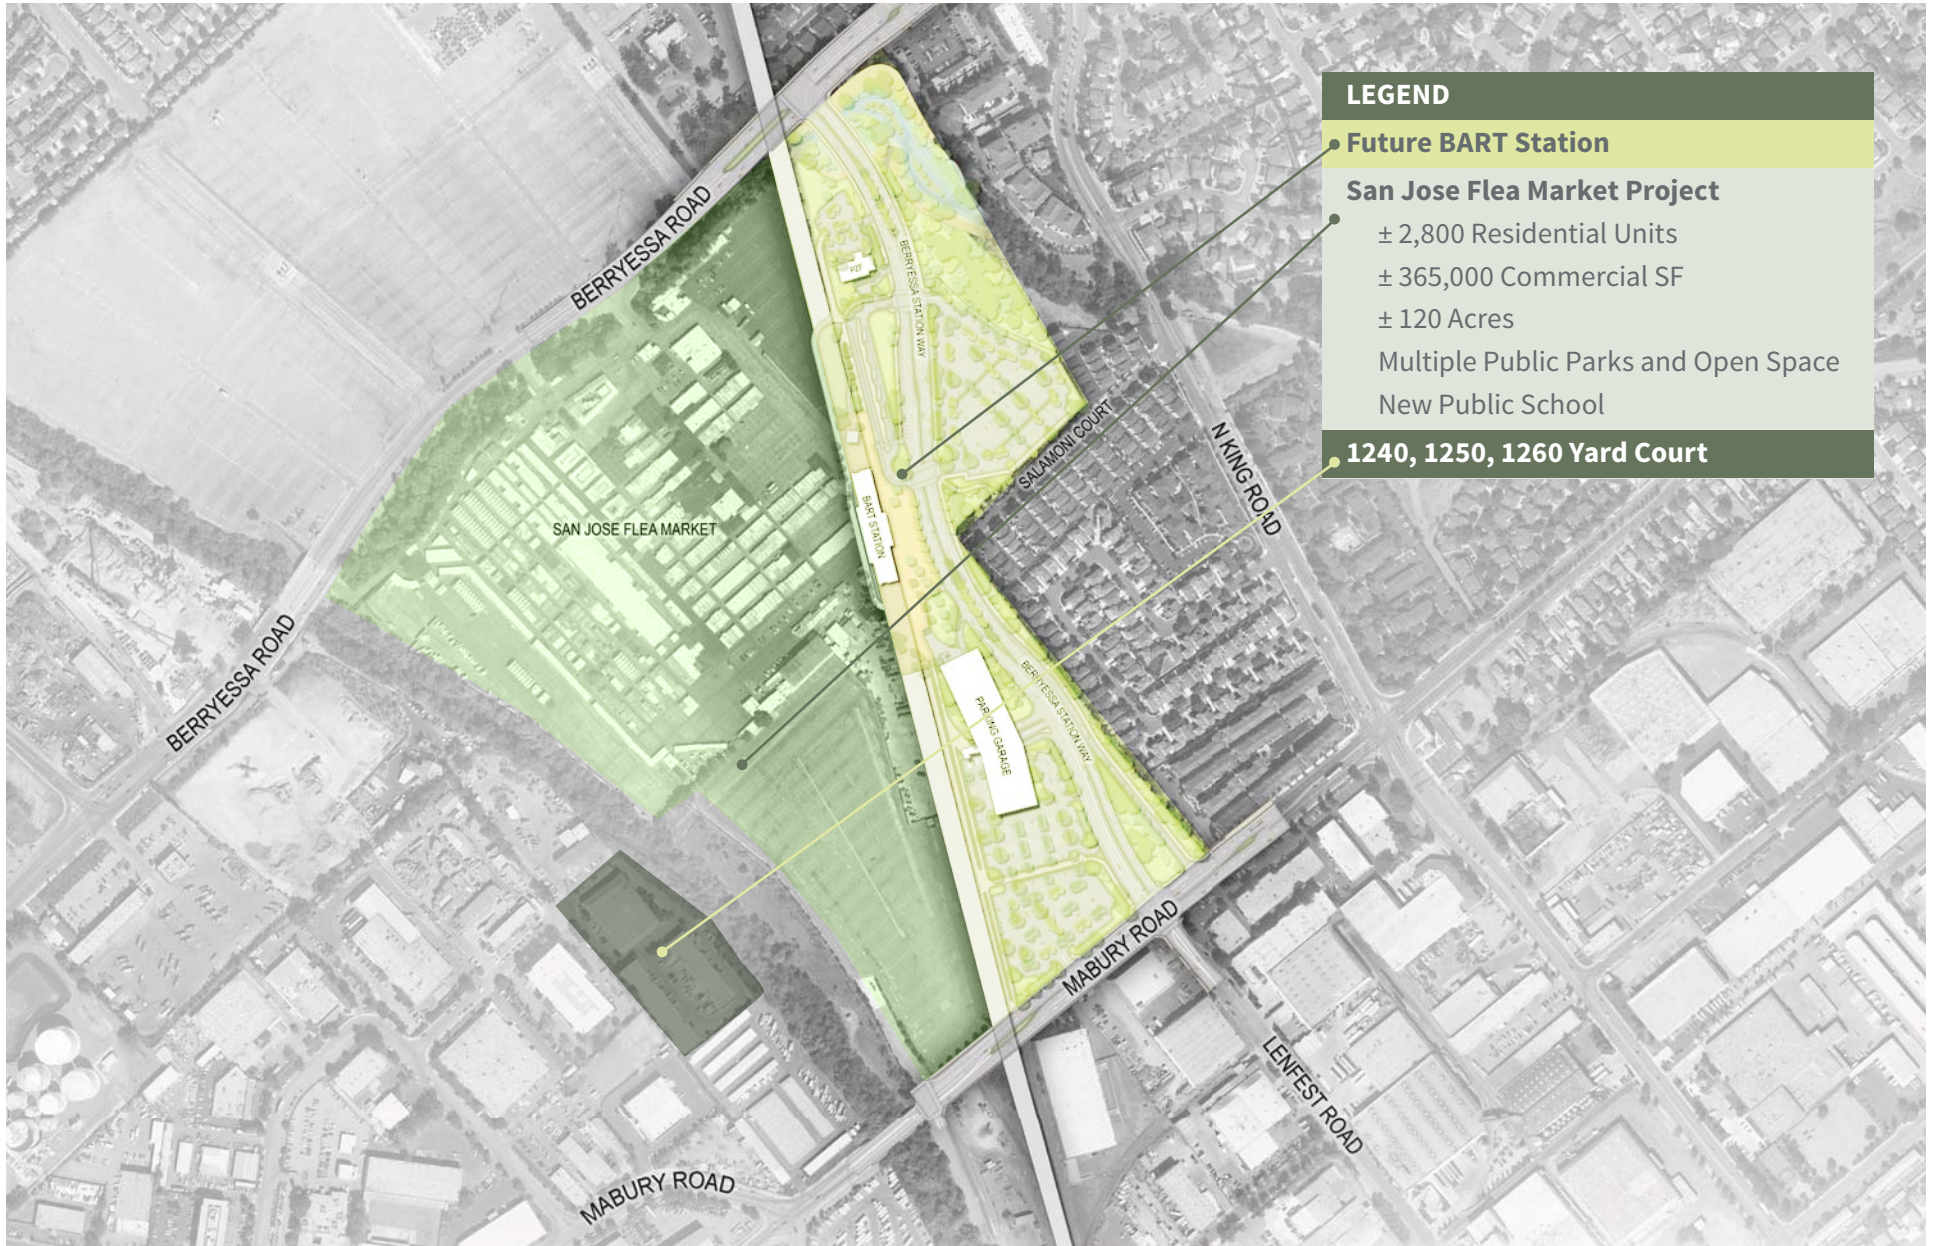 LEGEND
Future BART Station
San Jose Flea Market Project
± 2,800 Residential Units
± 365,000 Commercial SF
± 120 Acres
Multiple Public Parks and Open Space
New Public School
1240, 1250, 1260 Yard Court
BERRYESSA ROAD
BERRYESSA STATION WAY
PZF
SALAMONI COURT
N KING ROAD
SAN JOSE FLEA MARKET
BART STATION
BERRYESSA ROAD
BERRYESSA STATION WAY
PARKING GARAGE
MABURY ROAD
LENFEST ROAD
MABURY ROAD